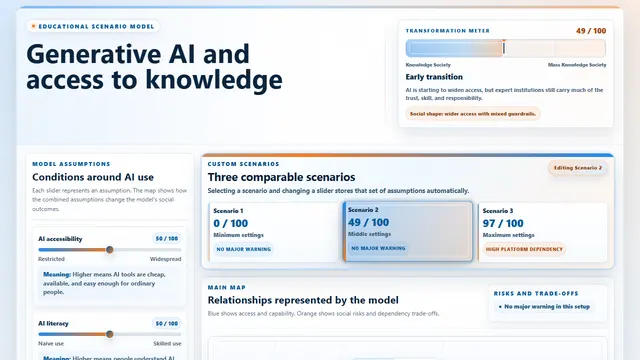 EDUCATIONAL SCENARIO MODEL
Generative AI and
access to knowledge
TRANSFORMATION METER
49 / 100
Knowledge Society
Mass Knowledge Society
Early transition
AI is starting to widen access, but expert institutions still carry much of the
trust, skill, and responsibility.
Social shape: wider access with mixed guardrails.
MODEL ASSUMPTIONS
Conditions around AI use
Each slider represents an assumption. The map shows how
the combined assumptions change the model's social
outcomes.
AI accessibility
50 / 100
Restricted
Widespread
Meaning: Higher means AI tools are cheap,
available, and easy enough for ordinary
people.
AI literacy
50 / 100
Naive use
Skilled use
Meaning: Higher means people understand AI
CUSTOM SCENARIOS
Three comparable scenarios
Editing Scenario 2
Selecting a scenario and changing a slider stores that set of assumptions automatically.
Scenario 1
0 / 100
Minimum settings
NO MAJOR WARNING
Scenario 2
49 / 100
Middle settings
NO MAJOR WARNING
Scenario 3
97 / 100
Maximum settings
HIGH PLATFORM DEPENDENCY
MAIN MAP
Relationships represented by the model
Blue shows access and capability. Orange shows social risks and dependency trade-offs.
RISKS AND TRADE-OFFS
• No major warning in this setup